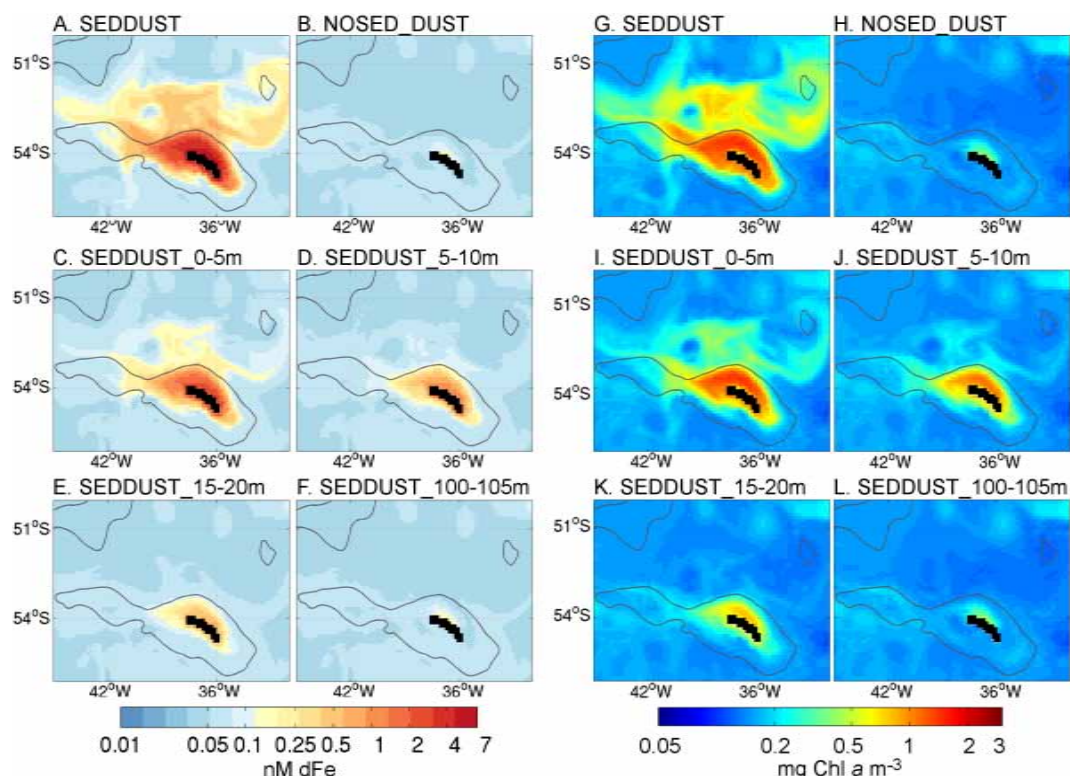 A. SEDDUST B. NOSED_DUST G. SEDDUST H. NOSED_DUST
51°S 51°S
54°S 54°S
42°W 36°W 42°W 36°W 42°W 36°W 42°W 36°W
C. SEDDUST_0-5m D. SEDDUST_5-10m I. SEDDUST_0-5m J. SEDDUST_5-10m
51°S 51°S
54°S 54°S
42°W 36°W 42°W 36°W 42°W 36°W 42°W 36°W
E. SEDDUST_15-20m F. SEDDUST_100-105m K. SEDDUST_15-20m L. SEDDUST_100-105m
51°S 51°S
54°S 54°S
42°W 36°W 42°W 36°W 42°W 36°W 42°W 36°W
0.01 0.05 0.1 0.25 0.5 1 2 4 7 0.05 0.2 0.5 1 2 3
nM dFe mg Chl a m⁻³